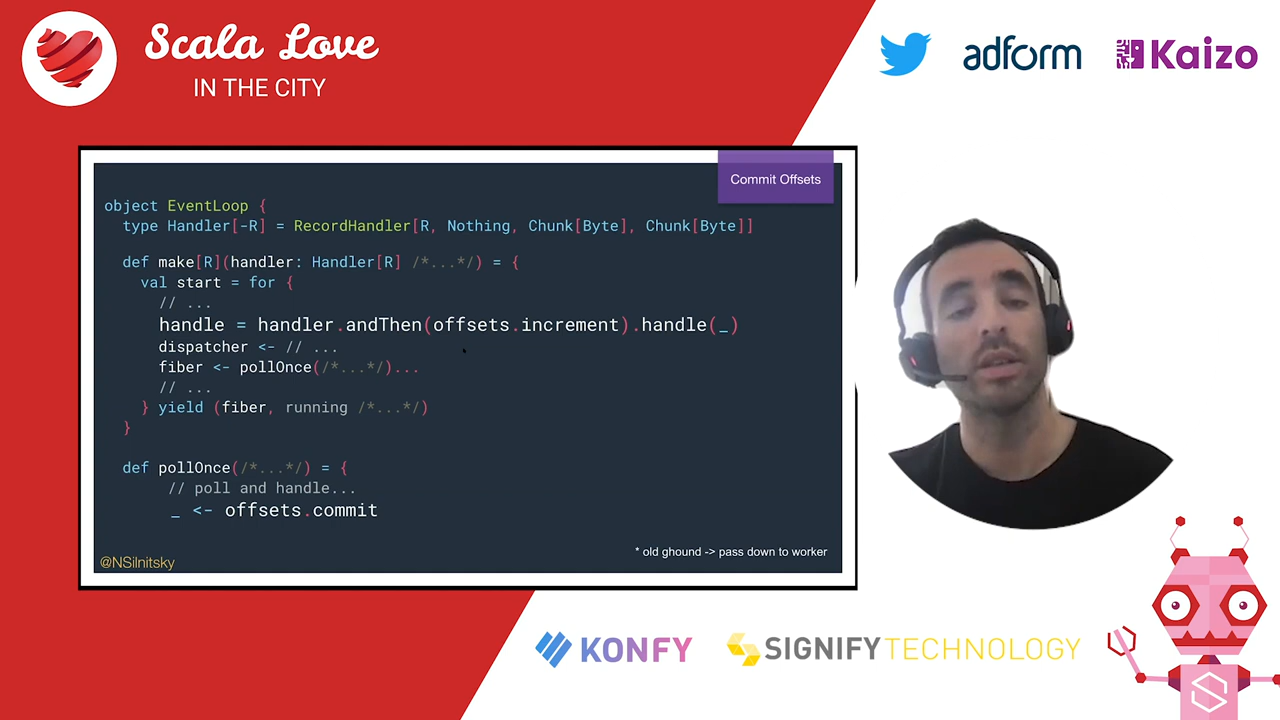 Scala Love
IN THE CITY
adform
Kaizo
Commit Offsets
object EventLoop {
type Handler[-R] = RecordHandler[R, Nothing, Chunk[Byte], Chunk[Byte]]
def make[R](handler: Handler[R] /*...*/) = {
val start = for {
// ...
handle = handler.andThen(offsets.increment).handle(_)
dispatcher <- // ...
fiber <- pollOnce(/*...*/)...
// ...
} yield (fiber, running /*...*/)
}
def pollOnce(/*...*/) = {
// poll and handle...
_ <- offsets.commit
* old ghound -> pass down to worker
@NSilnitsky
KONFY
SIGNIFYTECHNOLOGY